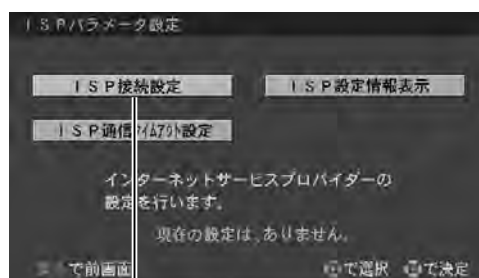 ISPパラメータ設定
ISP接続設定
ISP設定情報表示
ISP通信タイムアウト設定
インターネットサービスプロバイダーの
設定を行います。
現在の設定は、ありません。
で前画面
で選択
で決定